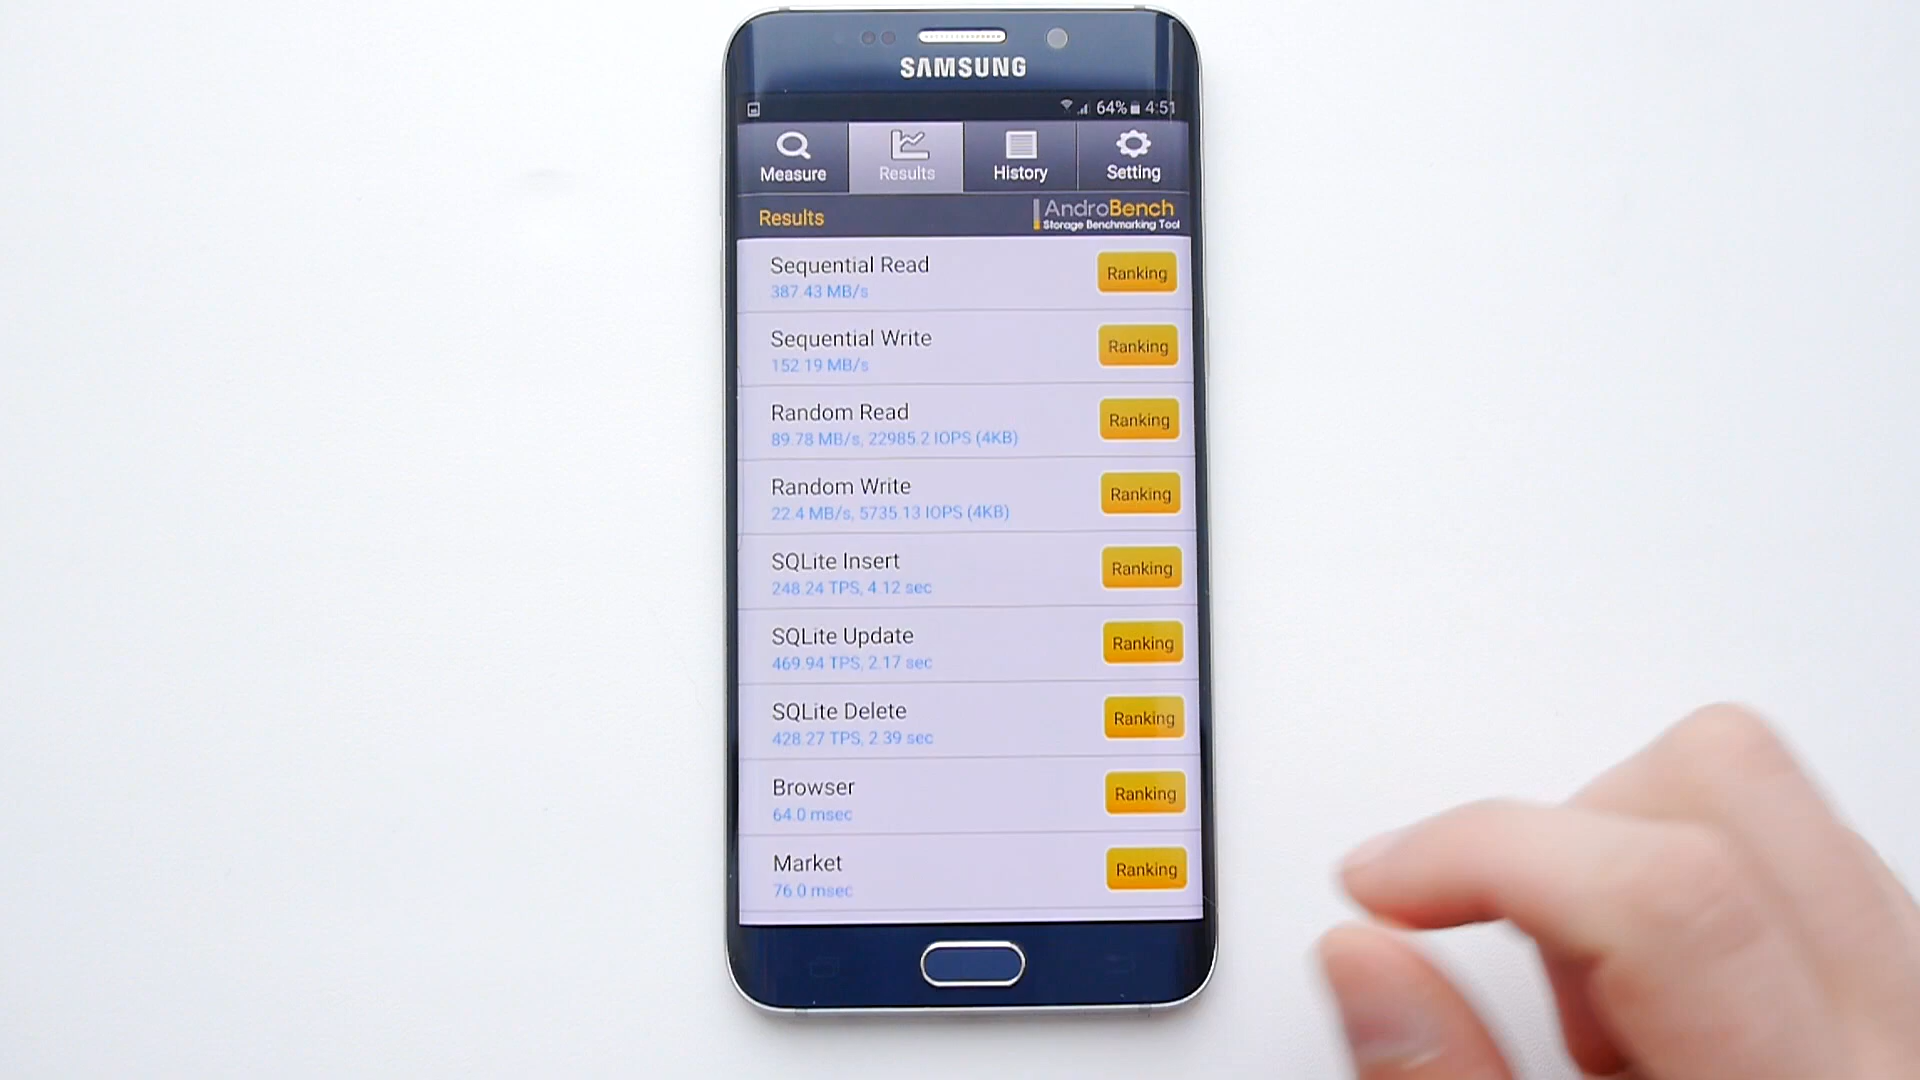 SAMSUNG
64% 4:51
Measure
Results
History
Setting
Results
AndroBench
Storage Benchmarking Tool
Sequential Read
387.43 MB/s
Ranking
Sequential Write
152.19 MB/s
Ranking
Random Read
89.78 MB/s, 22985.2 IOPS (4KB)
Ranking
Random Write
22.4 MB/s, 5735.13 IOPS (4KB)
Ranking
SQLite Insert
248.24 TPS, 4.12 sec
Ranking
SQLite Update
469.94 TPS, 2.17 sec
Ranking
SQLite Delete
428.27 TPS, 2.39 sec
Ranking
Browser
64.0 msec
Ranking
Market
76.0 msec
Ranking